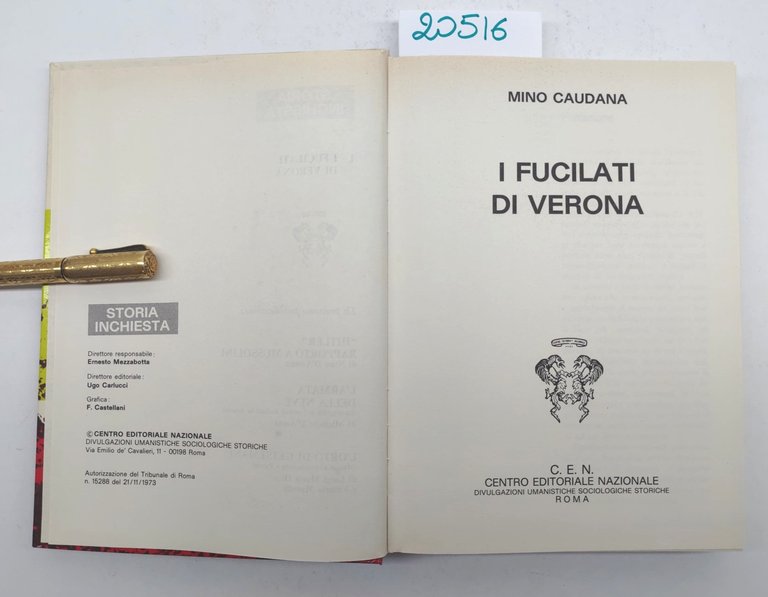 20516
STORIA
INCHIESTA
Direttore responsabile:
Ernesto Mezzabotta
Direttore editoriale:
Ugo Carlucci
Grafica:
F. Castellani
© CENTRO EDITORIALE NAZIONALE
DIVULGAZIONI UMANISTICHE SOCIOLOGICHE STORICHE
Via Emilio de' Cavalieri, 11 - 00198 Roma
Autorizzazione del Tribunale di Roma
n. 15288 del 21/11/1973
MINO CAUDANA
I FUCILATI
DI VERONA
C. E. N.
CENTRO EDITORIALE NAZIONALE
DIVULGAZIONI UMANISTICHE SOCIOLOGICHE STORICHE
ROMA